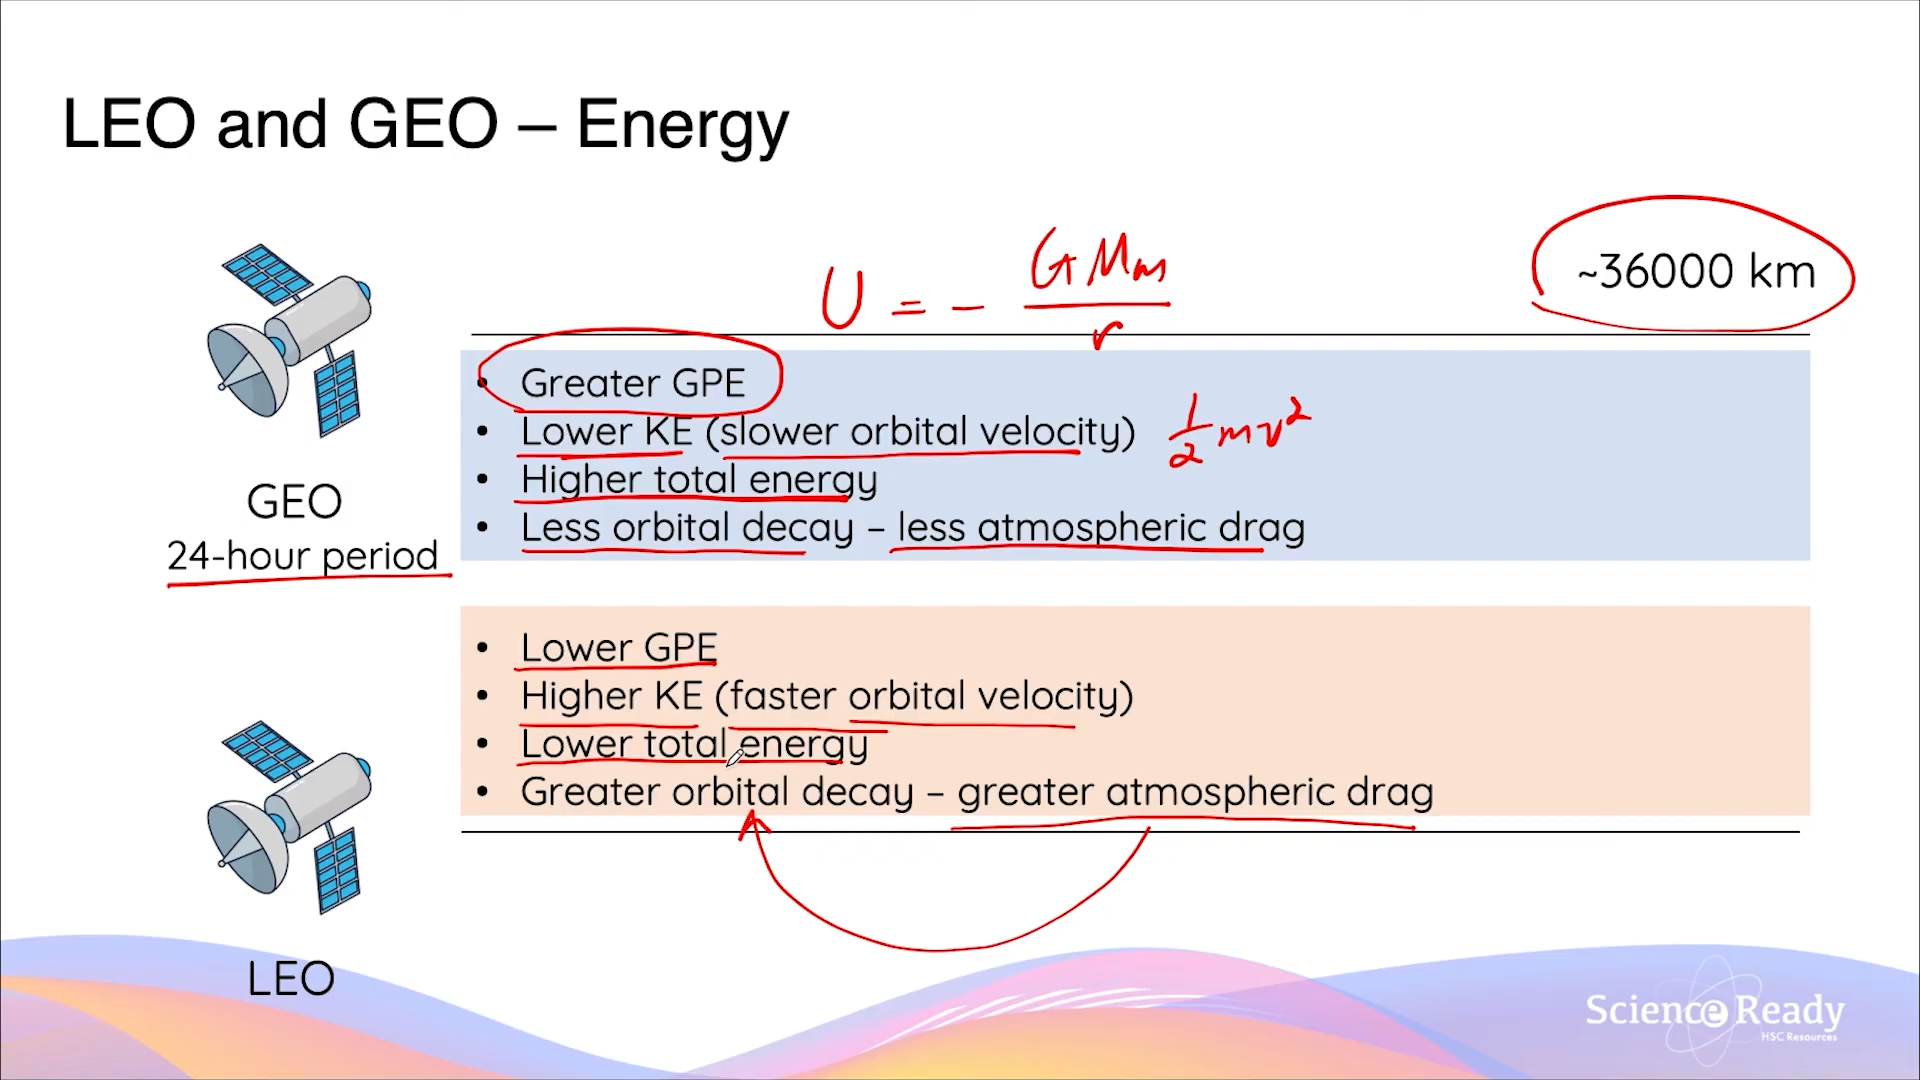 LEO and GEO – Energy
U = - GMm
r
~36000 km
• Greater GPE
• Lower KE (slower orbital velocity) 1/2 mv²
• Higher total energy
• Less orbital decay – less atmospheric drag
GEO
24-hour period
• Lower GPE
• Higher KE (faster orbital velocity)
• Lower total energy
• Greater orbital decay – greater atmospheric drag
LEO
Science Ready
HSC Resources